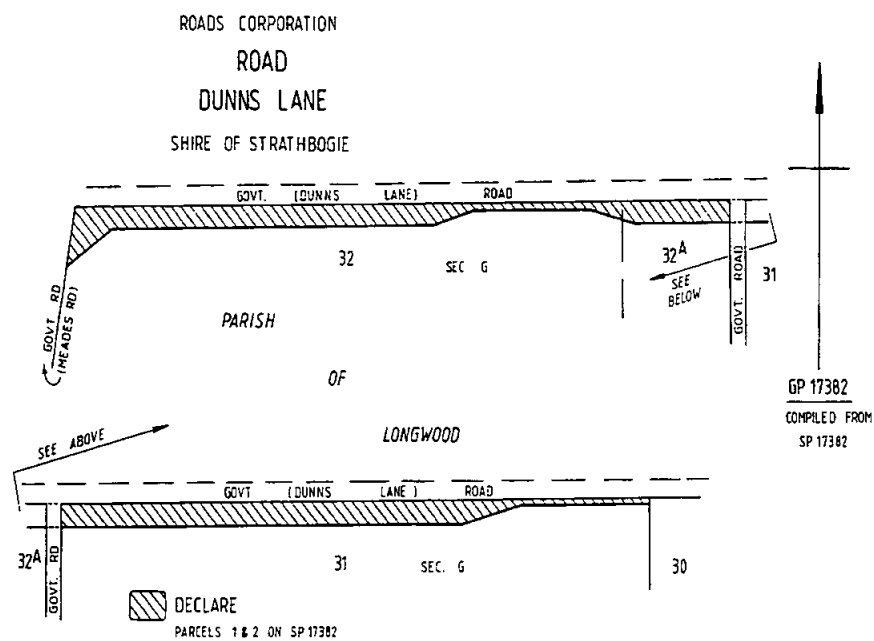 ROADS CORPORATION
ROAD
DUNNS LANE
SHIRE OF STRATHBOGIE
GOVT. (DUNNS LANE) ROAD
32
SEC. G
32A
SEE BELOW
GOVT. ROAD
31
GOVT RD
(MEADES RD)
PARISH
OF
LONGWOOD
GP 17382
COMPILED FROM
SP 17382
SEE ABOVE
GOVT (DUNNS LANE) ROAD
32A
GOVT. RD
31
SEC. G
30
DECLARE
PARCELS 1 & 2 ON SP 17382